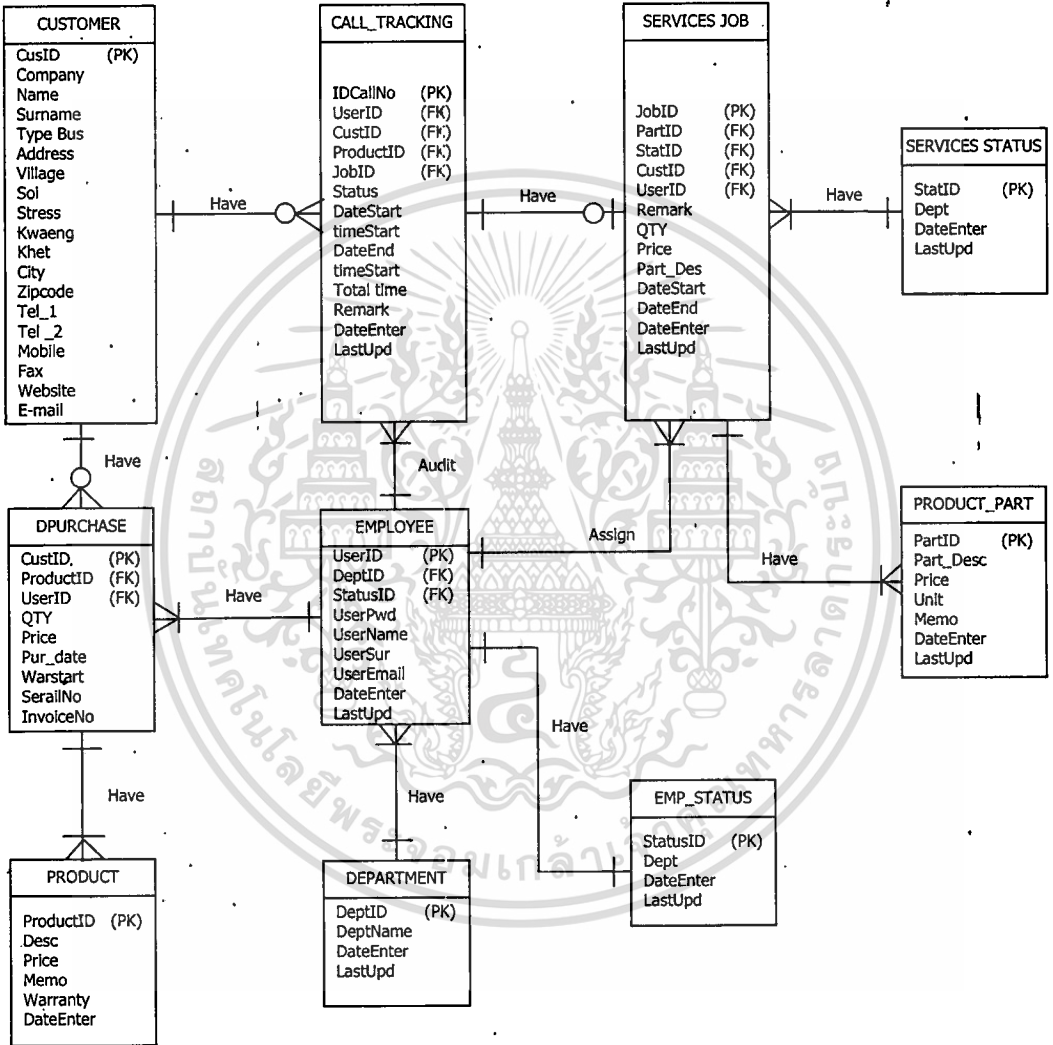 CUSTOMER
CusID (PK)
Company
Name
Surname
Type Bus
Address
Village
Soi
Stress
Kwaeng
Khet
City
Zipcode
Tel_1
Tel _2
Mobile
Fax
Website
E-mail
CALL_TRACKING
IDCallNo (PK)
UserID (FK)
CustID (FK)
ProductID (FK)
JobID (FK)
Status
DateStart
timeStart
DateEnd
timeStart
Total time
Remark
DateEnter
LastUpd
SERVICES JOB
JobID (PK)
PartID (FK)
StatID (FK)
CustID (FK)
UserID (FK)
Remark
QTY
Price
Part_Des
DateStart
DateEnd
DateEnter
LastUpd
SERVICES STATUS
StatID (PK)
Dept
DateEnter
LastUpd
Have
Have
Have
Have
Audit
Assign
Have
DPURCHASE
CustID. (PK)
ProductID (FK)
UserID (FK)
QTY
Price
Pur_date
Warstart
SerailNo
InvoiceNo
Have
EMPLOYEE
UserID (PK)
DeptID (FK)
StatusID (FK)
UserPwd
UserName
UserSur
UserEmail
DateEnter
LastUpd
PRODUCT_PART
PartID (PK)
Part_Desc
Price
Unit
Memo
DateEnter
LastUpd
Have
Have
Have
PRODUCT
ProductID (PK)
Desc
Price
Memo
Warranty
DateEnter
DEPARTMENT
DeptID (PK)
DeptName
DateEnter
LastUpd
EMP_STATUS
StatusID (PK)
Dept
DateEnter
LastUpd